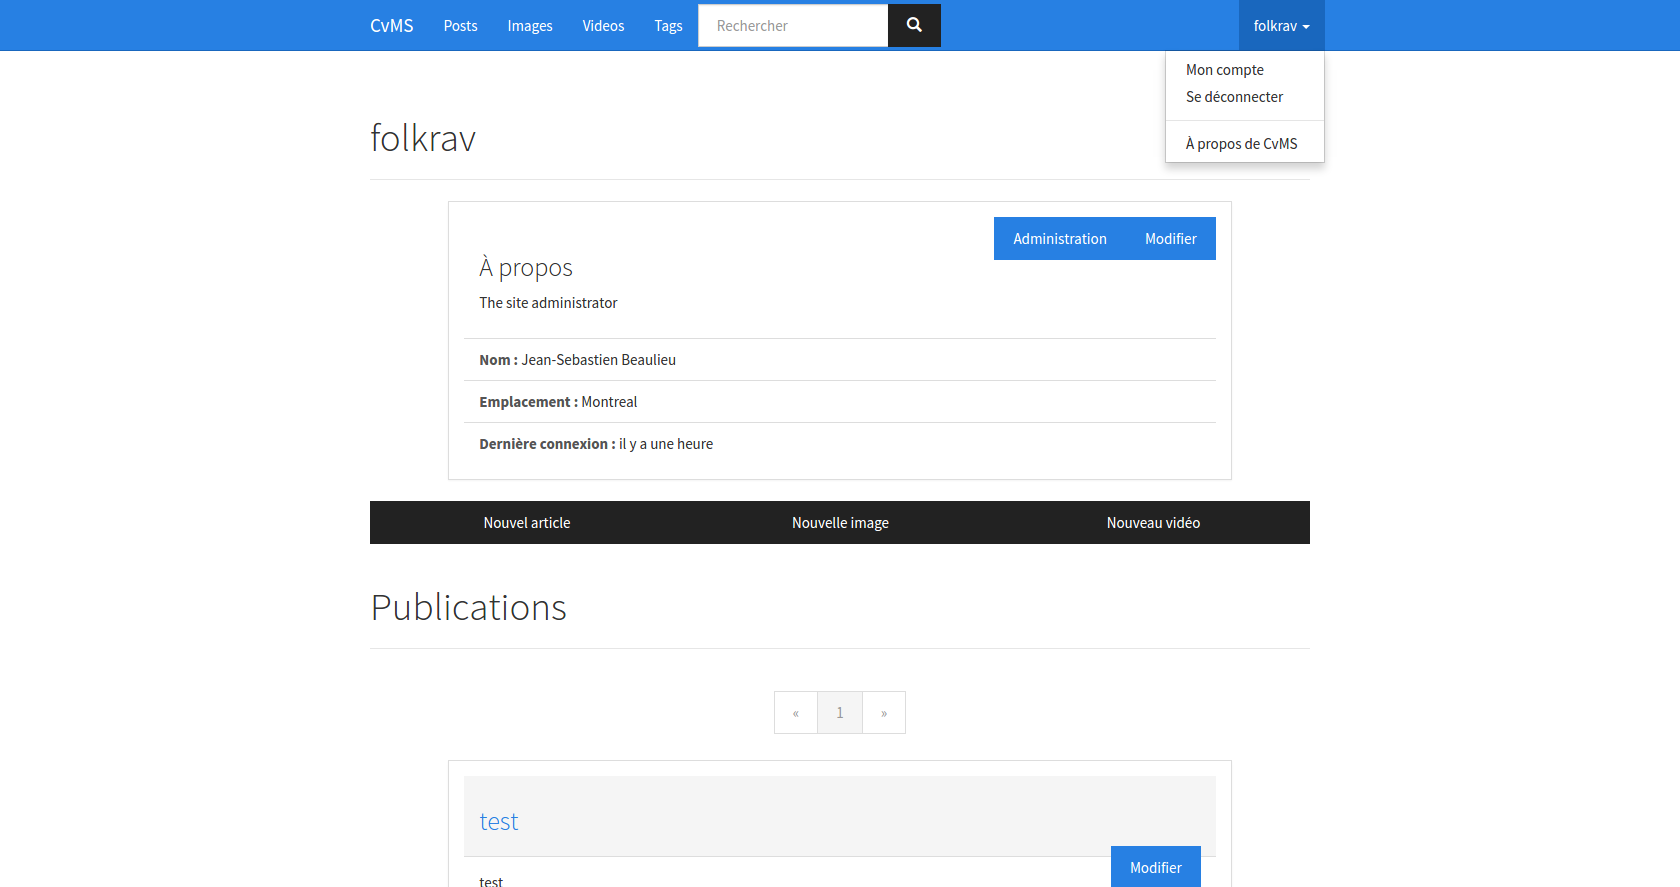 CvMS Posts Images Videos Tags Rechercher folkrav
Mon compte
Se déconnecter
À propos de CvMS
folkrav
Administration Modifier
À propos
The site administrator
Nom : Jean-Sebastien Beaulieu
Emplacement : Montreal
Dernière connexion : il y a une heure
Nouvel article Nouvelle image Nouveau vidéo
Publications
« 1 »
test
Modifier
test